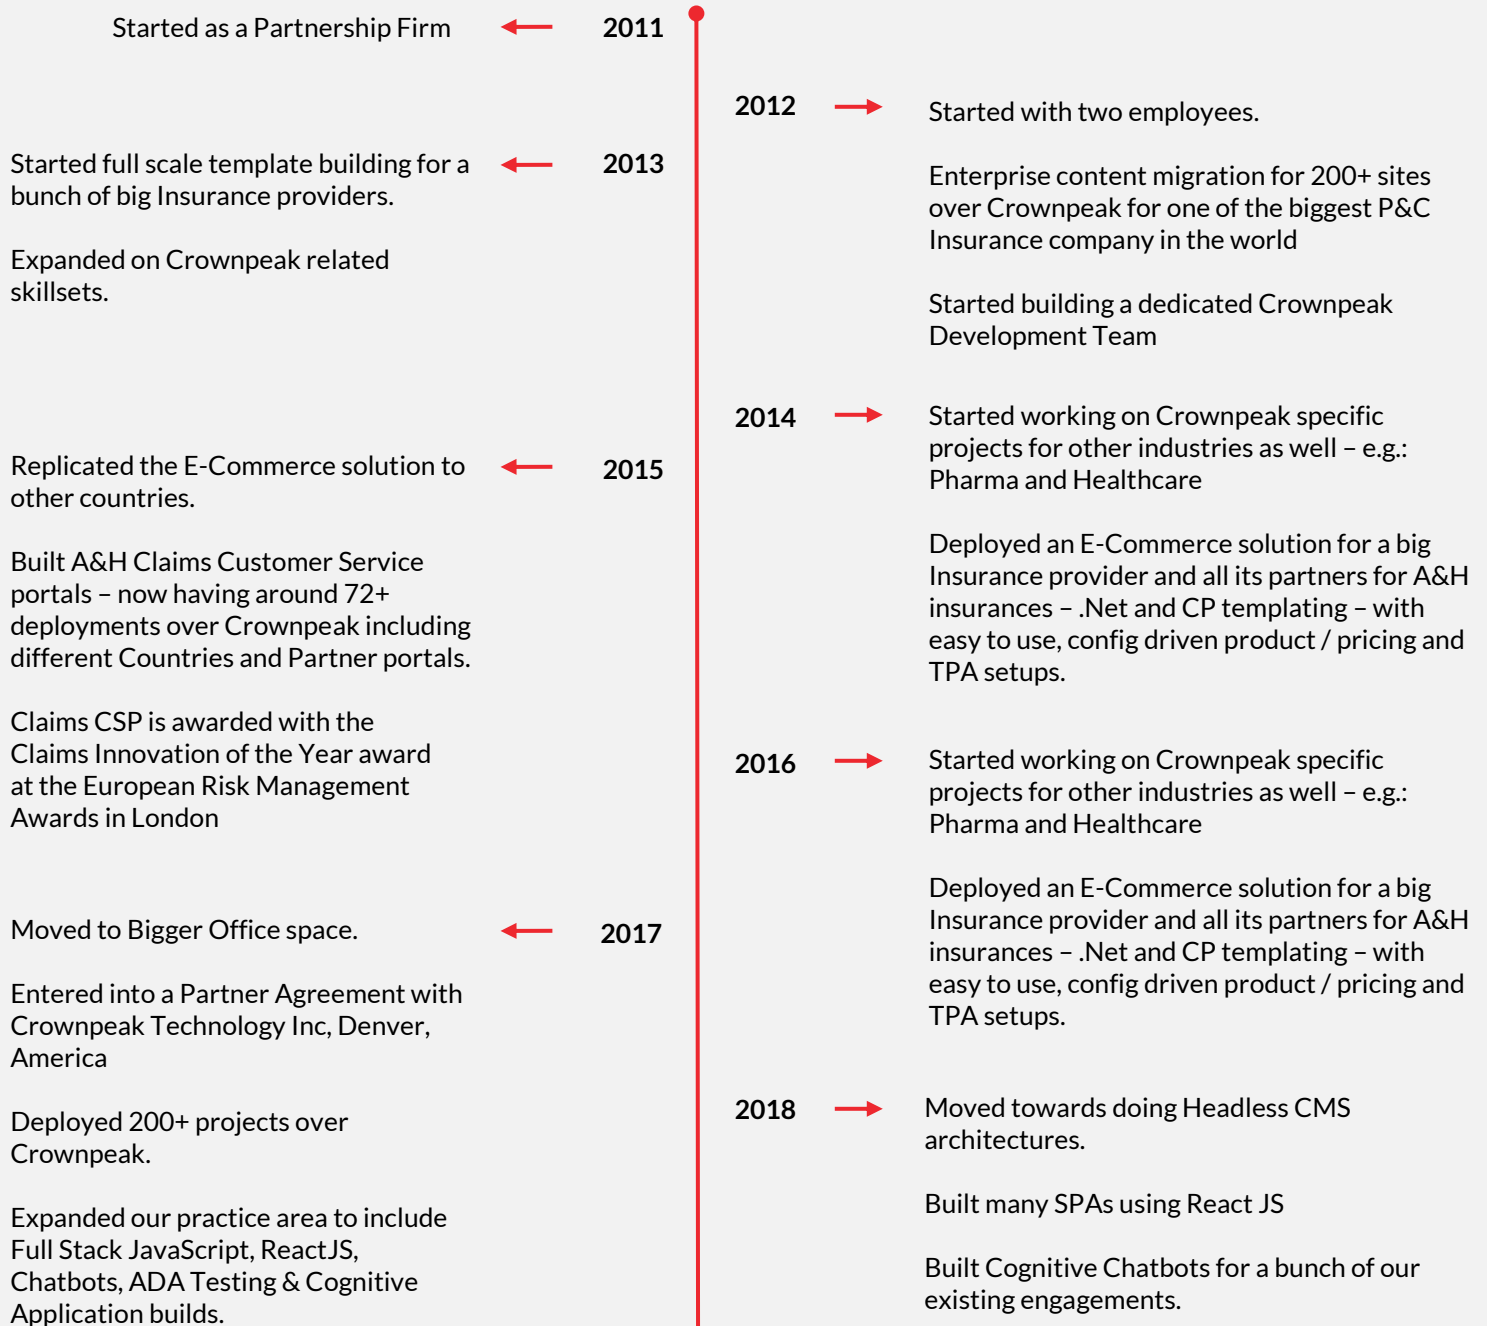 Started as a Partnership Firm
2011
2012
Started with two employees.
Enterprise content migration for 200+ sites
over Crownpeak for one of the biggest P&C
Insurance company in the world
Started building a dedicated Crownpeak
Development Team
2013
Started full scale template building for a
bunch of big Insurance providers.
Expanded on Crownpeak related
skillsets.
2014
Started working on Crownpeak specific
projects for other industries as well – e.g.:
Pharma and Healthcare
Deployed an E-Commerce solution for a big
Insurance provider and all its partners for A&H
insurances – .Net and CP templating – with
easy to use, config driven product / pricing and
TPA setups.
2015
Replicated the E-Commerce solution to
other countries.
Built A&H Claims Customer Service
portals – now having around 72+
deployments over Crownpeak including
different Countries and Partner portals.
Claims CSP is awarded with the
Claims Innovation of the Year award
at the European Risk Management
Awards in London
2016
Started working on Crownpeak specific
projects for other industries as well – e.g.:
Pharma and Healthcare
Deployed an E-Commerce solution for a big
Insurance provider and all its partners for A&H
insurances – .Net and CP templating – with
easy to use, config driven product / pricing and
TPA setups.
2017
Moved to Bigger Office space.
Entered into a Partner Agreement with
Crownpeak Technology Inc, Denver,
America
Deployed 200+ projects over
Crownpeak.
Expanded our practice area to include
Full Stack JavaScript, ReactJS,
Chatbots, ADA Testing & Cognitive
Application builds.
2018
Moved towards doing Headless CMS
architectures.
Built many SPAs using React JS
Built Cognitive Chatbots for a bunch of our
existing engagements.